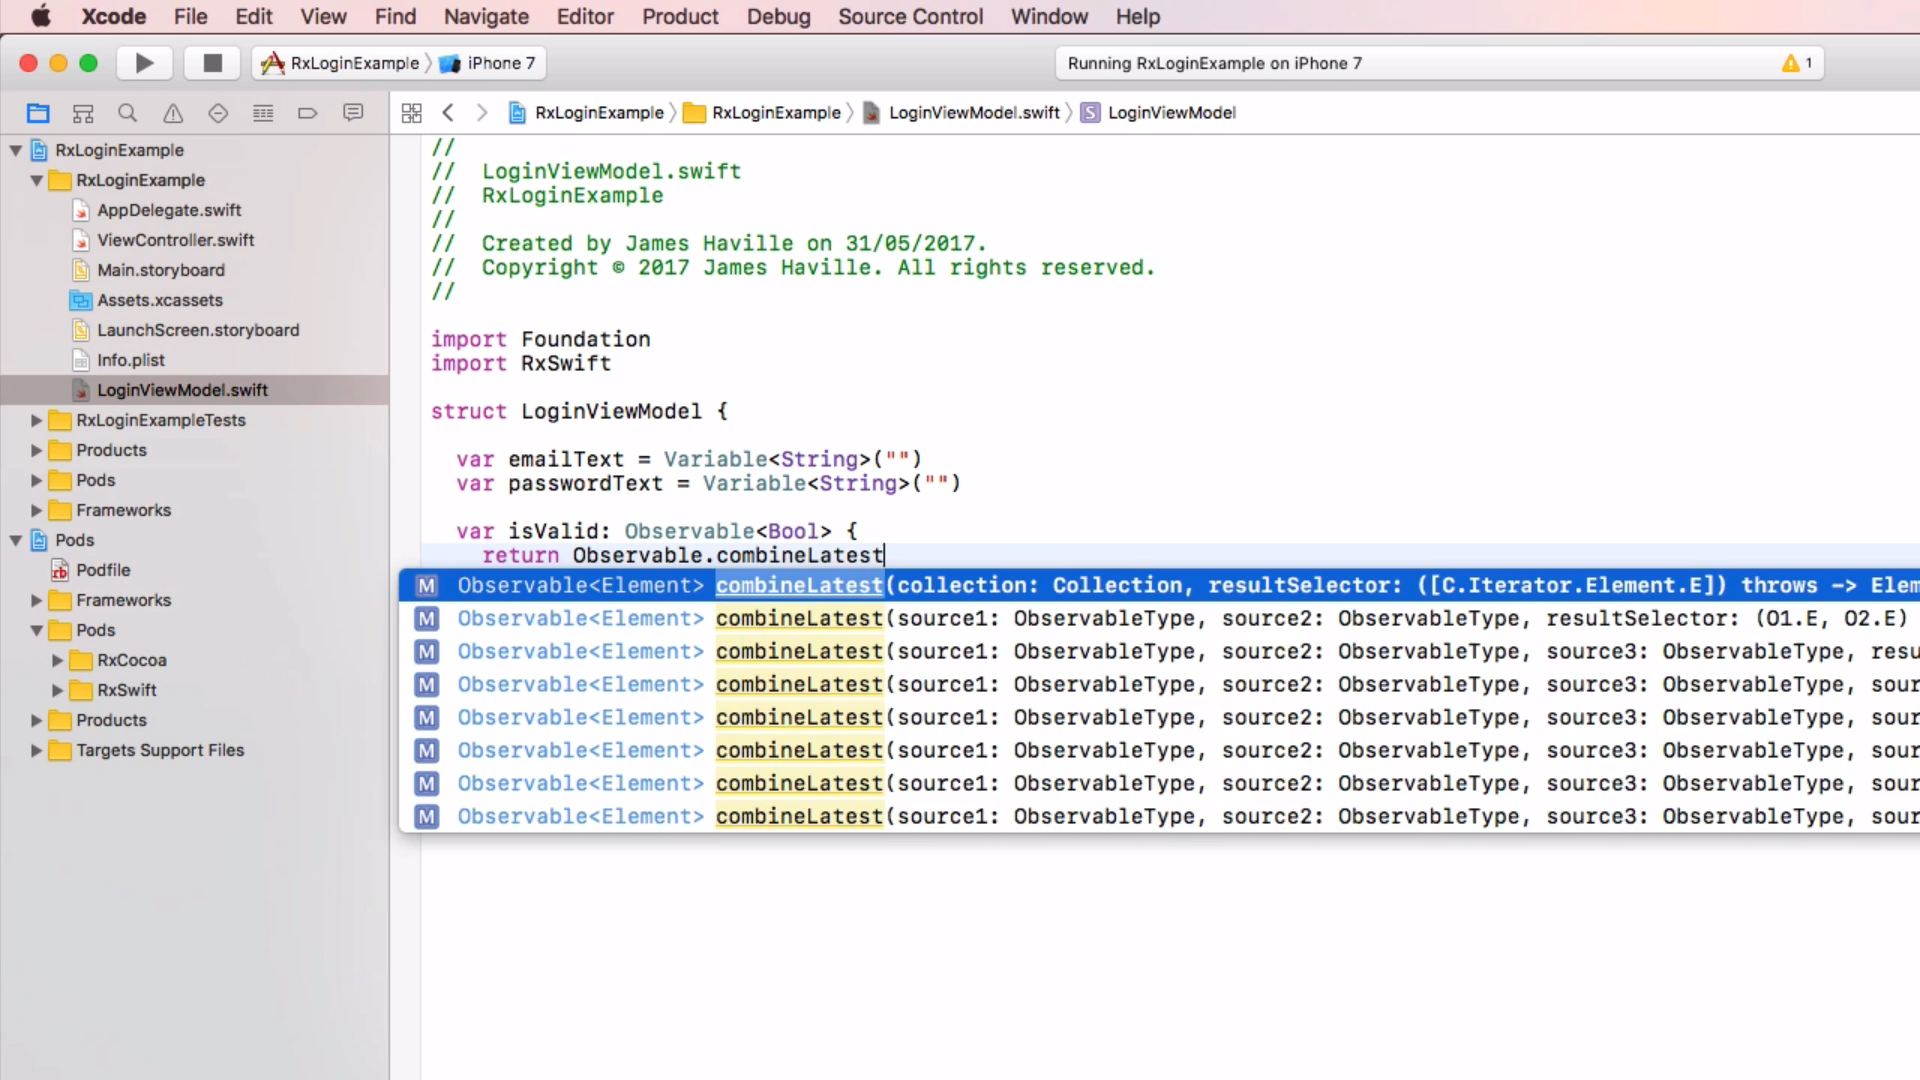 Xcode File Edit View Find Navigate Editor Product Debug Source Control Window Help
RxLoginExample iPhone 7
Running RxLoginExample on iPhone 7
1
RxLoginExample RxLoginExample LoginViewModel.swift S LoginViewModel
RxLoginExample
RxLoginExample
AppDelegate.swift
ViewController.swift
Main.storyboard
Assets.xcassets
LaunchScreen.storyboard
Info.plist
LoginViewModel.swift
RxLoginExampleTests
Products
Pods
Frameworks
Pods
rb Podfile
Frameworks
Pods
RxCocoa
RxSwift
Products
Targets Support Files
//
// LoginViewModel.swift
// RxLoginExample
//
// Created by James Haville on 31/05/2017.
// Copyright © 2017 James Haville. All rights reserved.
//
import Foundation
import RxSwift
struct LoginViewModel {
var emailText = Variable<String>("")
var passwordText = Variable<String>("")
var isValid: Observable<Bool> {
return Observable.combineLatest
M Observable<Element> combineLatest(collection: Collection, resultSelector: ([C.Iterator.Element.E]) throws -> Elem
M Observable<Element> combineLatest(source1: ObservableType, source2: ObservableType, resultSelector: (O1.E, O2.E)
M Observable<Element> combineLatest(source1: ObservableType, source2: ObservableType, source3: ObservableType, resu
M Observable<Element> combineLatest(source1: ObservableType, source2: ObservableType, source3: ObservableType, sour
M Observable<Element> combineLatest(source1: ObservableType, source2: ObservableType, source3: ObservableType, sour
M Observable<Element> combineLatest(source1: ObservableType, source2: ObservableType, source3: ObservableType, sour
M Observable<Element> combineLatest(source1: ObservableType, source2: ObservableType, source3: ObservableType, sour
M Observable<Element> combineLatest(source1: ObservableType, source2: ObservableType, source3: ObservableType, sour